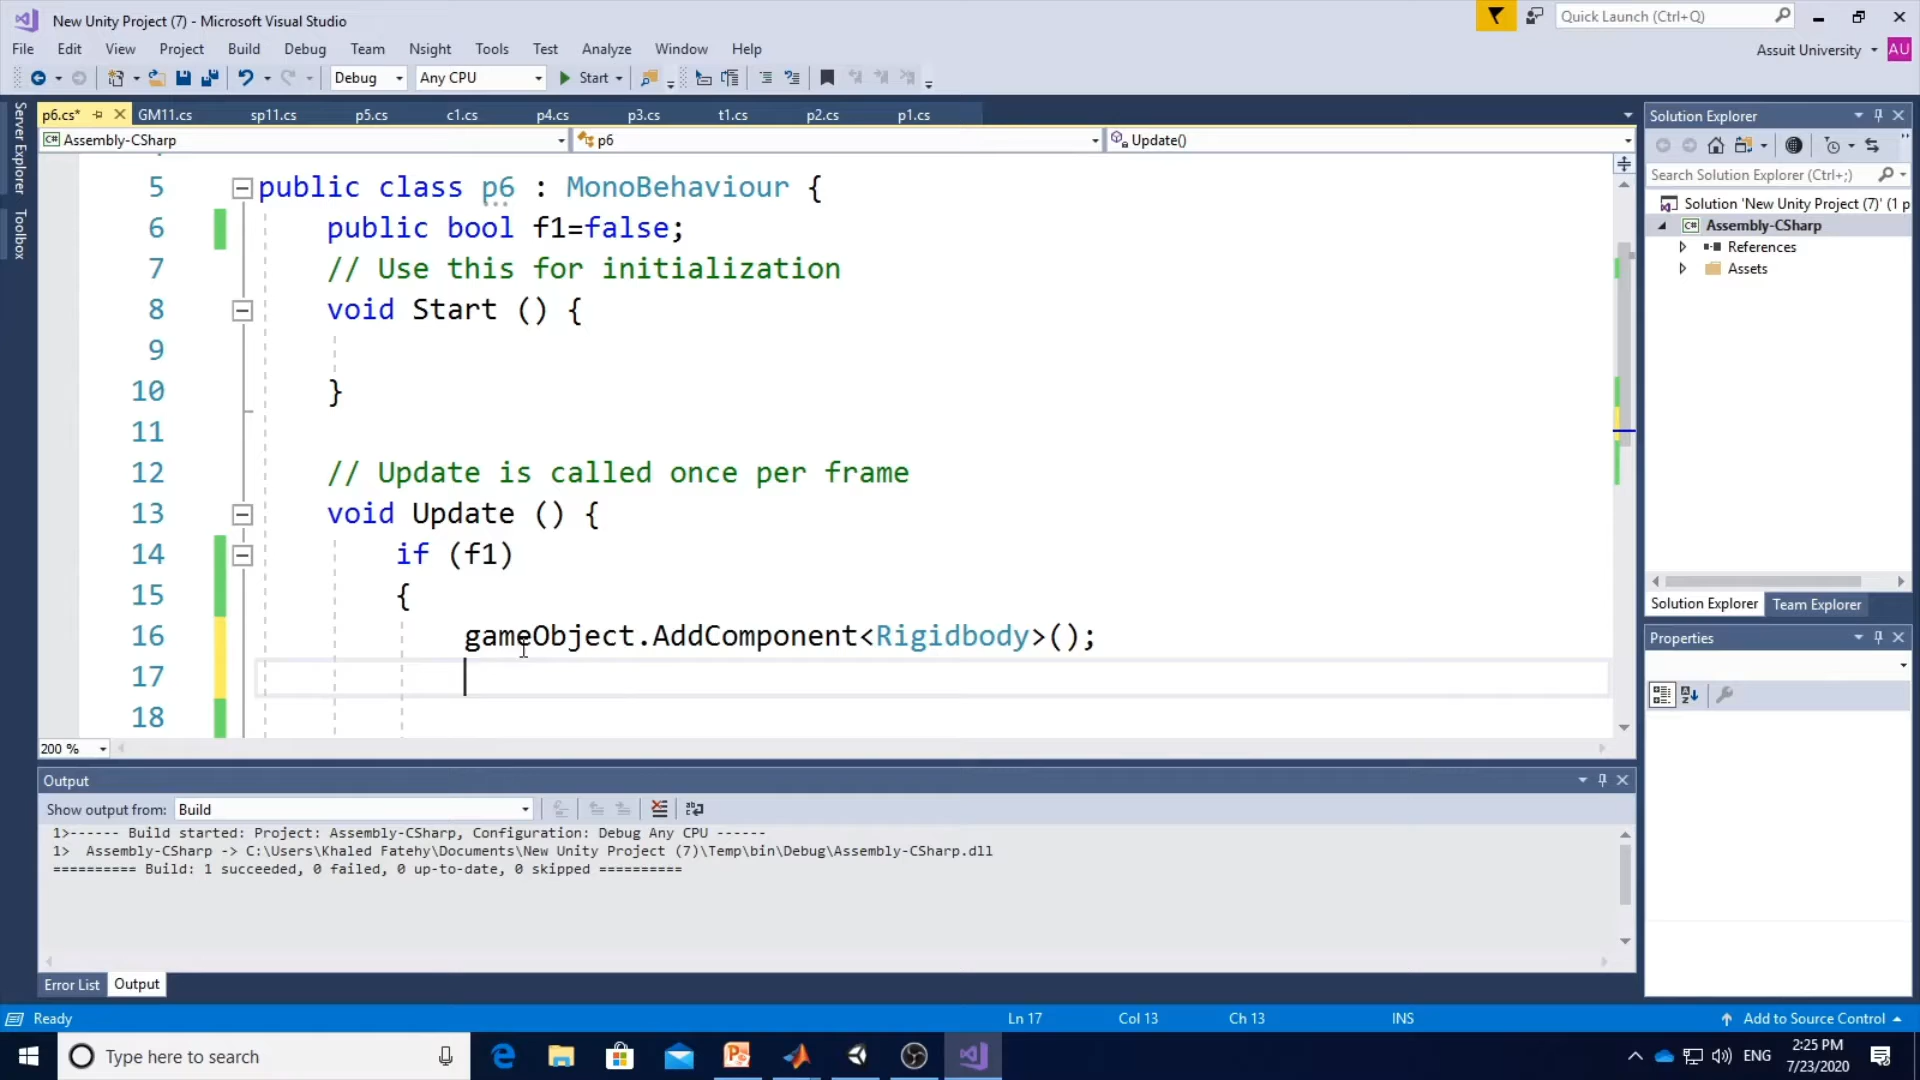 New Unity Project (7) - Microsoft Visual Studio
Quick Launch (Ctrl+Q)
File Edit View Project Build Debug Team Nsight Tools Test Analyze Window Help
Assuit University AU
Debug Any CPU Start
Server Explorer
Toolbox
p6.cs* GM11.cs sp11.cs p5.cs c1.cs p4.cs p3.cs t1.cs p2.cs p1.cs
Assembly-CSharp p6 Update()
5 public class p6 : MonoBehaviour {
6 public bool f1=false;
7 // Use this for initialization
8 void Start () {
9
10 }
11
12 // Update is called once per frame
13 void Update () {
14 if (f1)
15 {
16 gameObject.AddComponent<Rigidbody>();
17
18
200 %
Solution Explorer
Search Solution Explorer (Ctrl+;)
Solution 'New Unity Project (7)' (1 p
Assembly-CSharp
References
Assets
Solution Explorer Team Explorer
Properties
Output
Show output from: Build
1>------ Build started: Project: Assembly-CSharp, Configuration: Debug Any CPU ------
1> Assembly-CSharp -> C:\Users\Khaled Fatehy\Documents\New Unity Project (7)\Temp\bin\Debug\Assembly-CSharp.dll
========== Build: 1 succeeded, 0 failed, 0 up-to-date, 0 skipped ==========
Error List Output
Ready Ln 17 Col 13 Ch 13 INS Add to Source Control
Type here to search
ENG
2:25 PM
7/23/2020